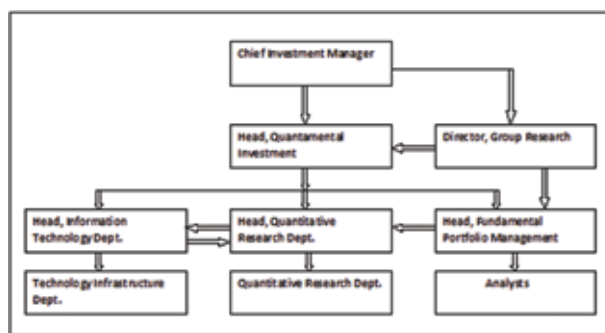 Chief Investment Manager
Head, Quantamental
Investment
Director, Group Research
Head, Information
Technology Dept.
Head, Quantitative
Research Dept.
Head, Fundamental
Portfolio Management
Technology Infrastructure
Dept.
Quantitative Research Dept.
Analysts